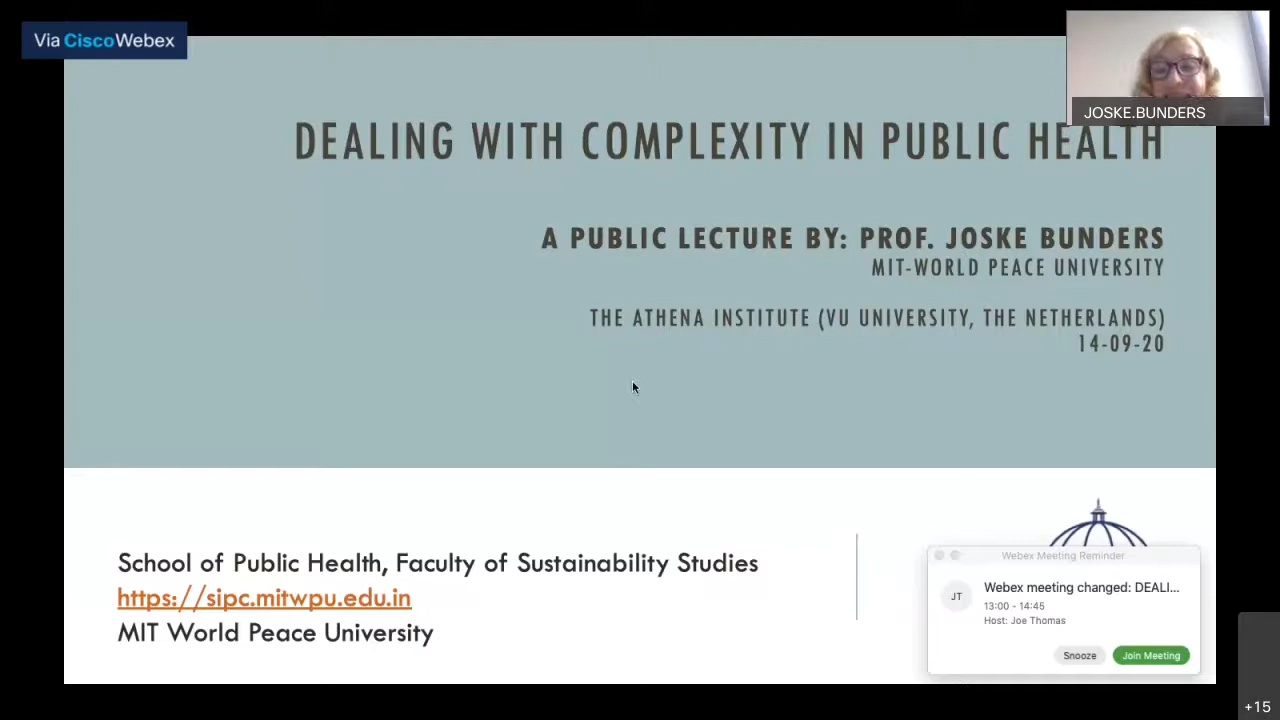 Via CiscoWebex
JOSKE.BUNDERS
DEALING WITH COMPLEXITY IN PUBLIC HEALTH
A PUBLIC LECTURE BY: PROF. JOSKE BUNDERS
MIT-WORLD PEACE UNIVERSITY
THE ATHENA INSTITUTE (VU UNIVERSITY, THE NETHERLANDS)
14-09-20
School of Public Health, Faculty of Sustainability Studies
https://sipc.mitwpu.edu.in
MIT World Peace University
Webex Meeting Reminder
JT
Webex meeting changed: DEALI...
13:00 - 14:45
Host: Joe Thomas
Snooze
Join Meeting
+15